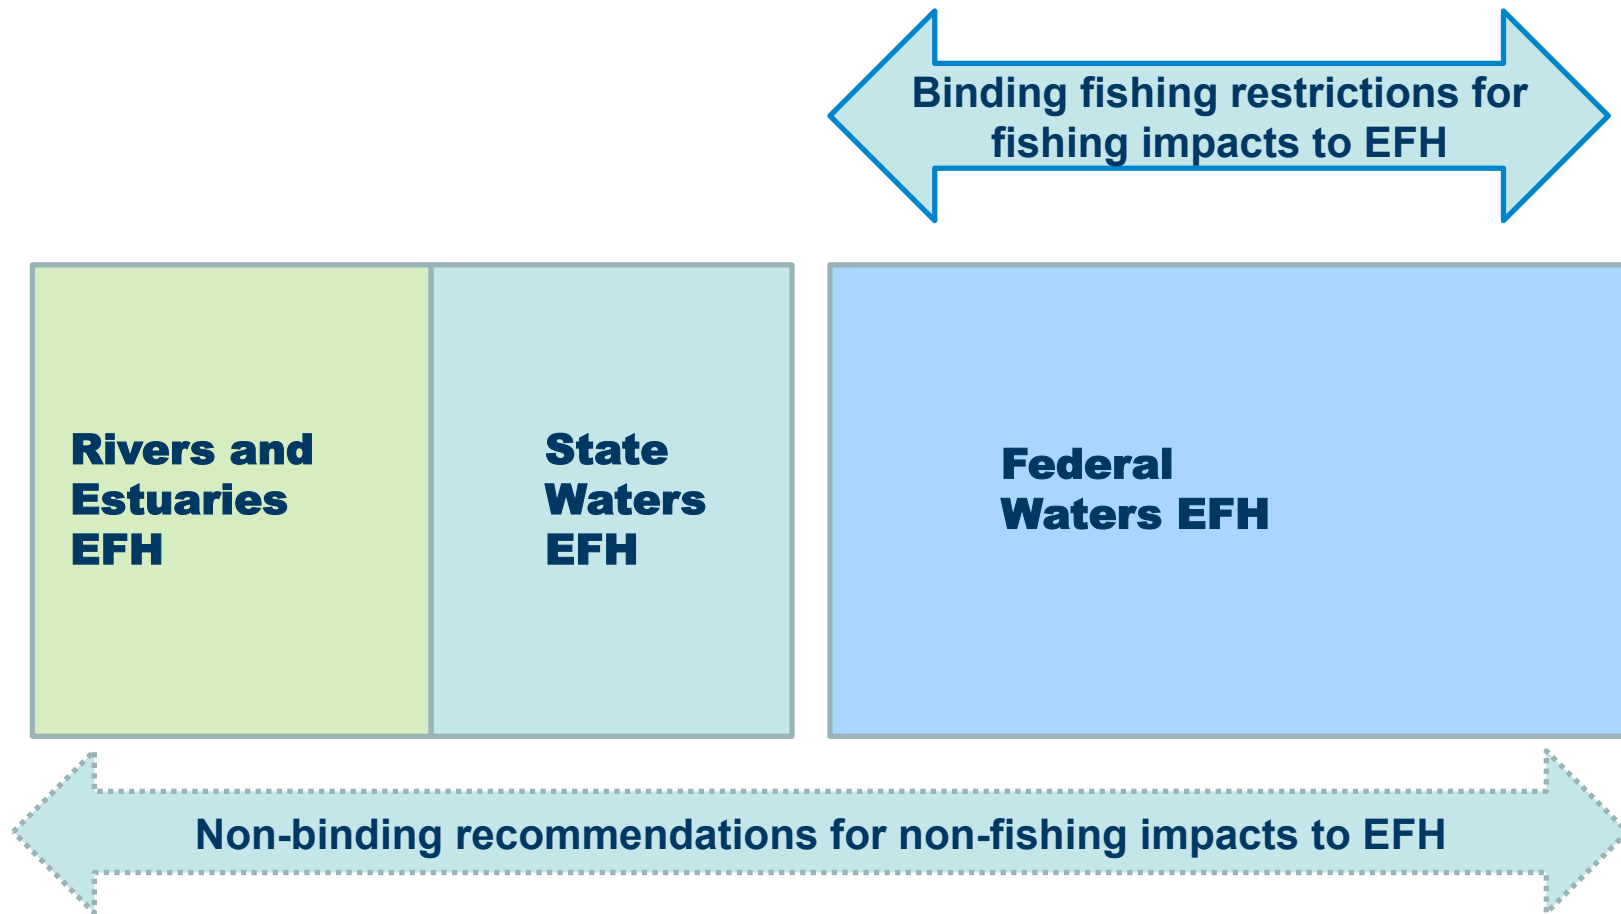 Binding fishing restrictions for
fishing impacts to EFH
Rivers and
Estuaries
EFH
State
Waters
EFH
Federal
Waters EFH
Non-binding recommendations for non-fishing impacts to EFH